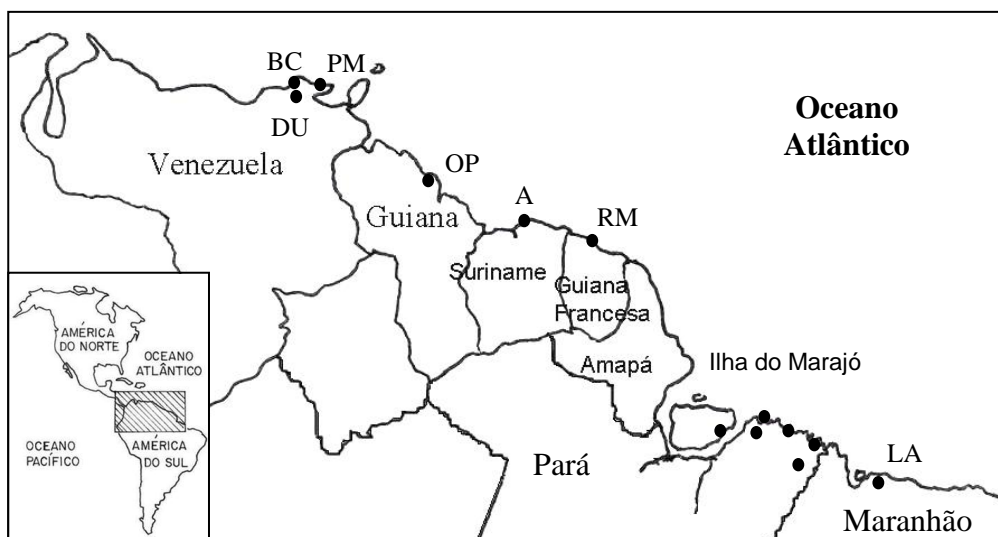 BC
PM
Oceano
Atlântico
DU
Venezuela
OP
A
Guiana
RM
Suriname
Guiana
Francesa
AMÉRICA
DO NORTE
OCEANO
ATLÂNTICO
Amapá
Ilha do Marajó
OCEANO
PACÍFICO
AMÉRICA
DO SUL
Pará
LA
Maranhão